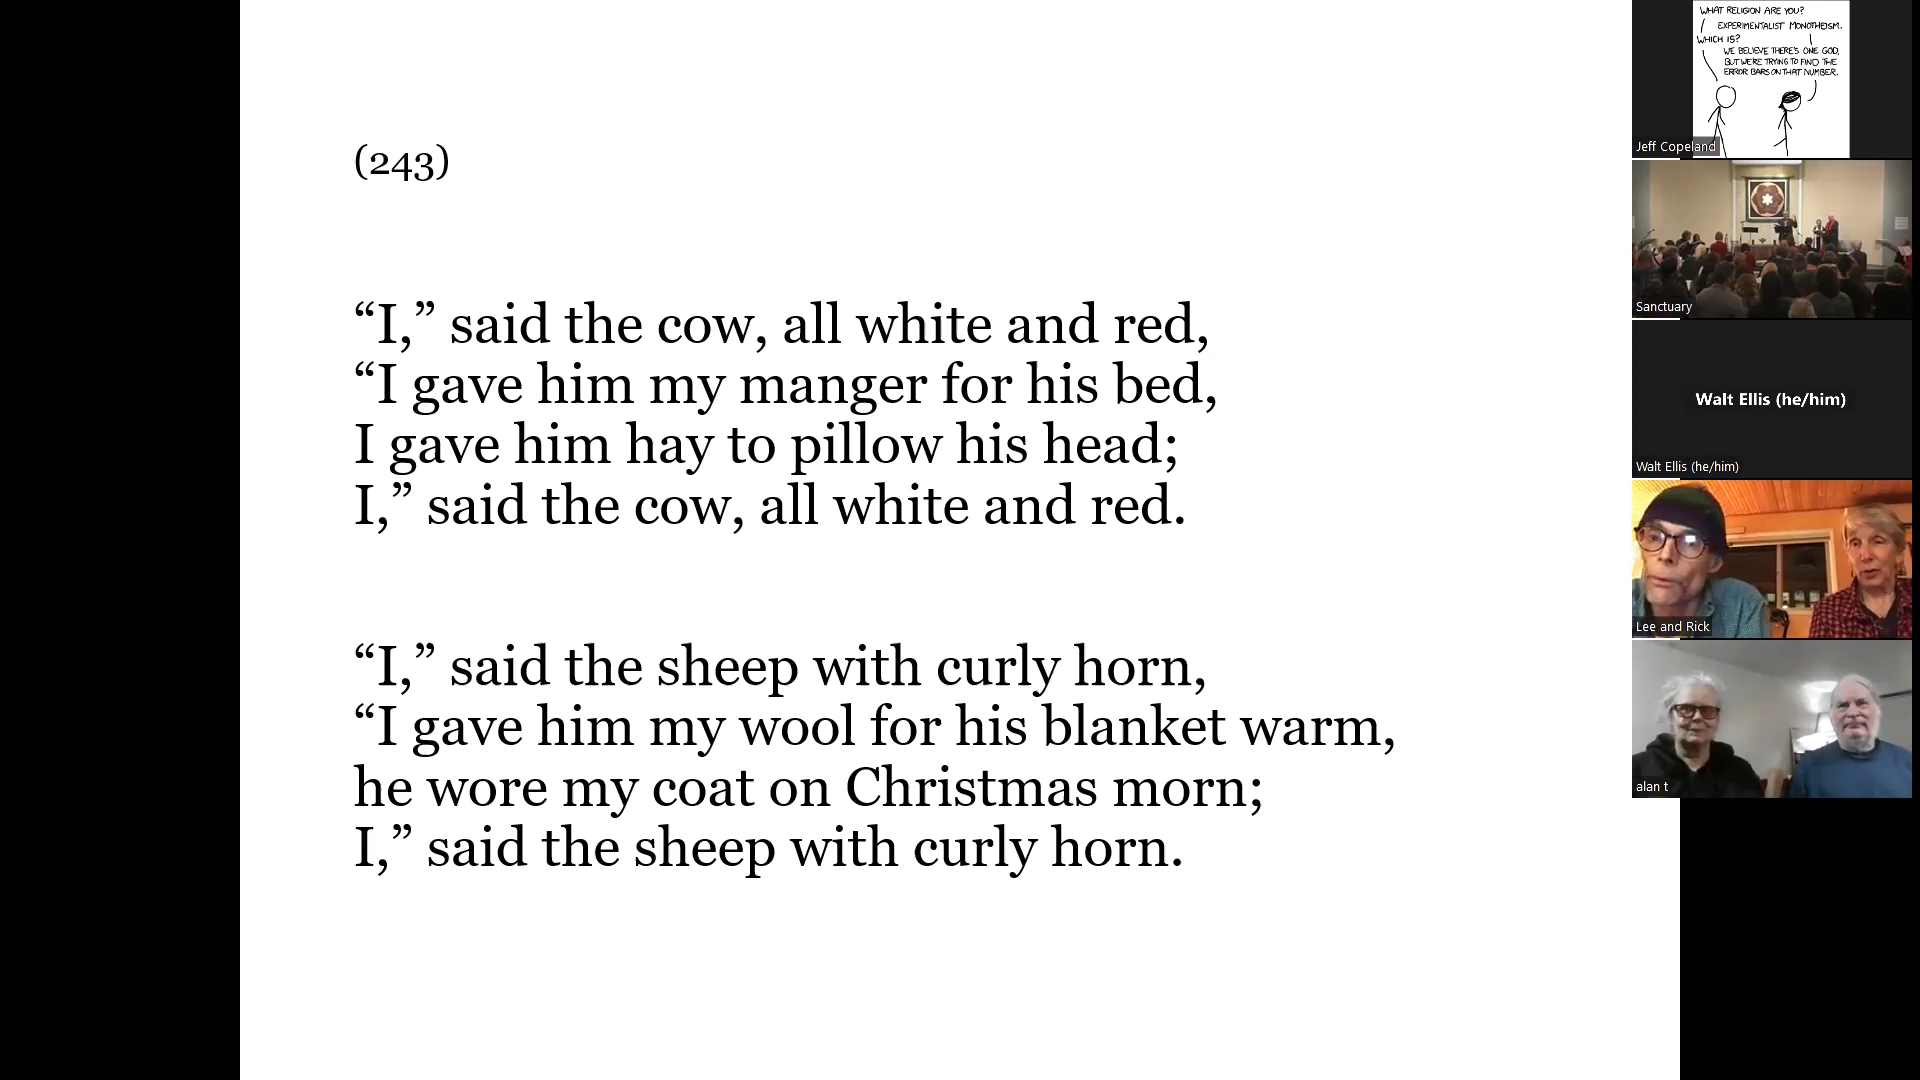 (243)
“I,” said the cow, all white and red,
“I gave him my manger for his bed,
I gave him hay to pillow his head;
I,” said the cow, all white and red.
“I,” said the sheep with curly horn,
“I gave him my wool for his blanket warm,
he wore my coat on Christmas morn;
I,” said the sheep with curly horn.
WHAT RELIGION ARE YOU?
EXPERIMENTALIST MONOTHEISM.
WHICH IS?
WE BELIEVE THERE'S ONE GOD,
BUT WE'RE TRYING TO FIND THE
ERROR BARS ON THAT NUMBER.
Jeff Copeland
Sanctuary
Walt Ellis (he/him)
Walt Ellis (he/him)
Lee and Rick
alan t